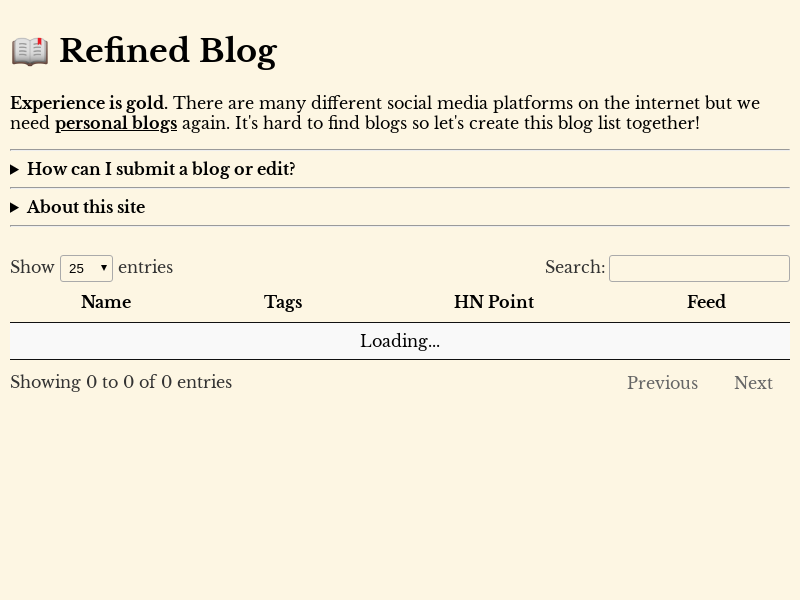 📖 Refined Blog
Experience is gold. There are many different social media platforms on the internet but we
need personal blogs again. It's hard to find blogs so let's create this blog list together!
How can I submit a blog or edit?
About this site
Show 25 entries Search:
Name Tags HN Point Feed
Loading...
Showing 0 to 0 of 0 entries Previous Next